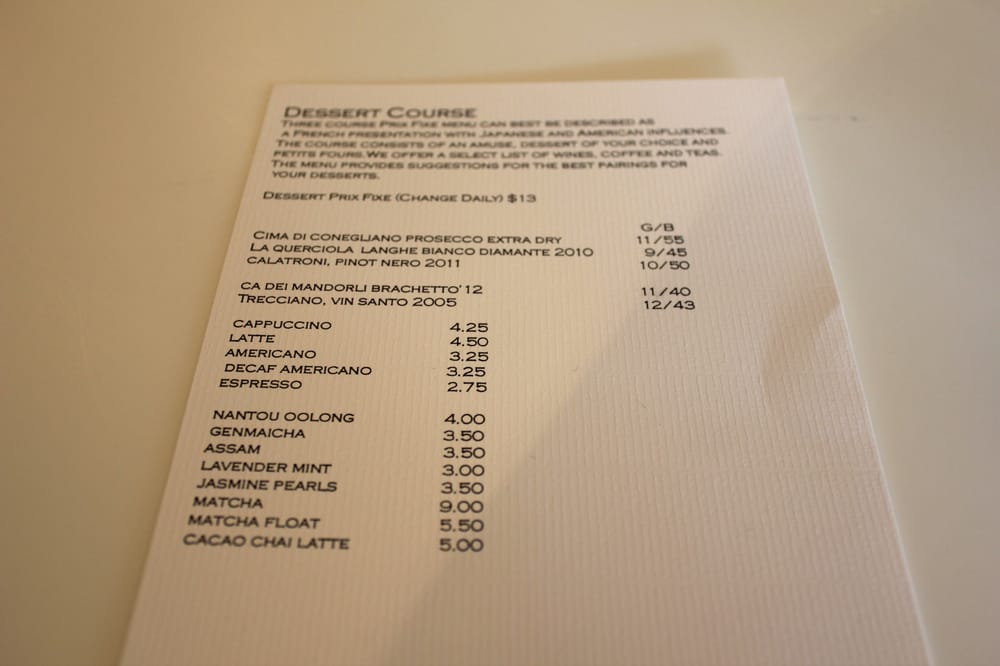 DESSERT COURSE
THREE COURSE PRIX FIXE MENU CAN BEST BE DESCRIBED AS
A FRENCH PRESENTATION WITH JAPANESE AND AMERICAN INFLUENCES.
THE COURSE CONSISTS OF AN AMUSE, DESSERT OF YOUR CHOICE AND
PETITS FOURS. WE OFFER A SELECT LIST OF WINES, COFFEE AND TEAS.
THE MENU PROVIDES SUGGESTIONS FOR THE BEST PAIRINGS FOR
YOUR DESSERTS.
DESSERT PRIX FIXE (CHANGE DAILY) $13
G/B
CIMA DI CONEGLIANO PROSECCO EXTRA DRY 11/55
LA QUERCIOLA LANGHE BIANCO DIAMANTE 2010 9/45
CALATRONI, PINOT NERO 2011 10/50
CA DEI MANDORLI BRACHETTO'12 11/40
TRECCIANO, VIN SANTO 2005 12/43
CAPPUCCINO 4.25
LATTE 4.50
AMERICANO 3.25
DECAF AMERICANO 3.25
ESPRESSO 2.75
NANTOU OOLONG 4.00
GENMAICHA 3.50
ASSAM 3.50
LAVENDER MINT 3.00
JASMINE PEARLS 3.50
MATCHA 9.00
MATCHA FLOAT 5.50
CACAO CHAI LATTE 5.00